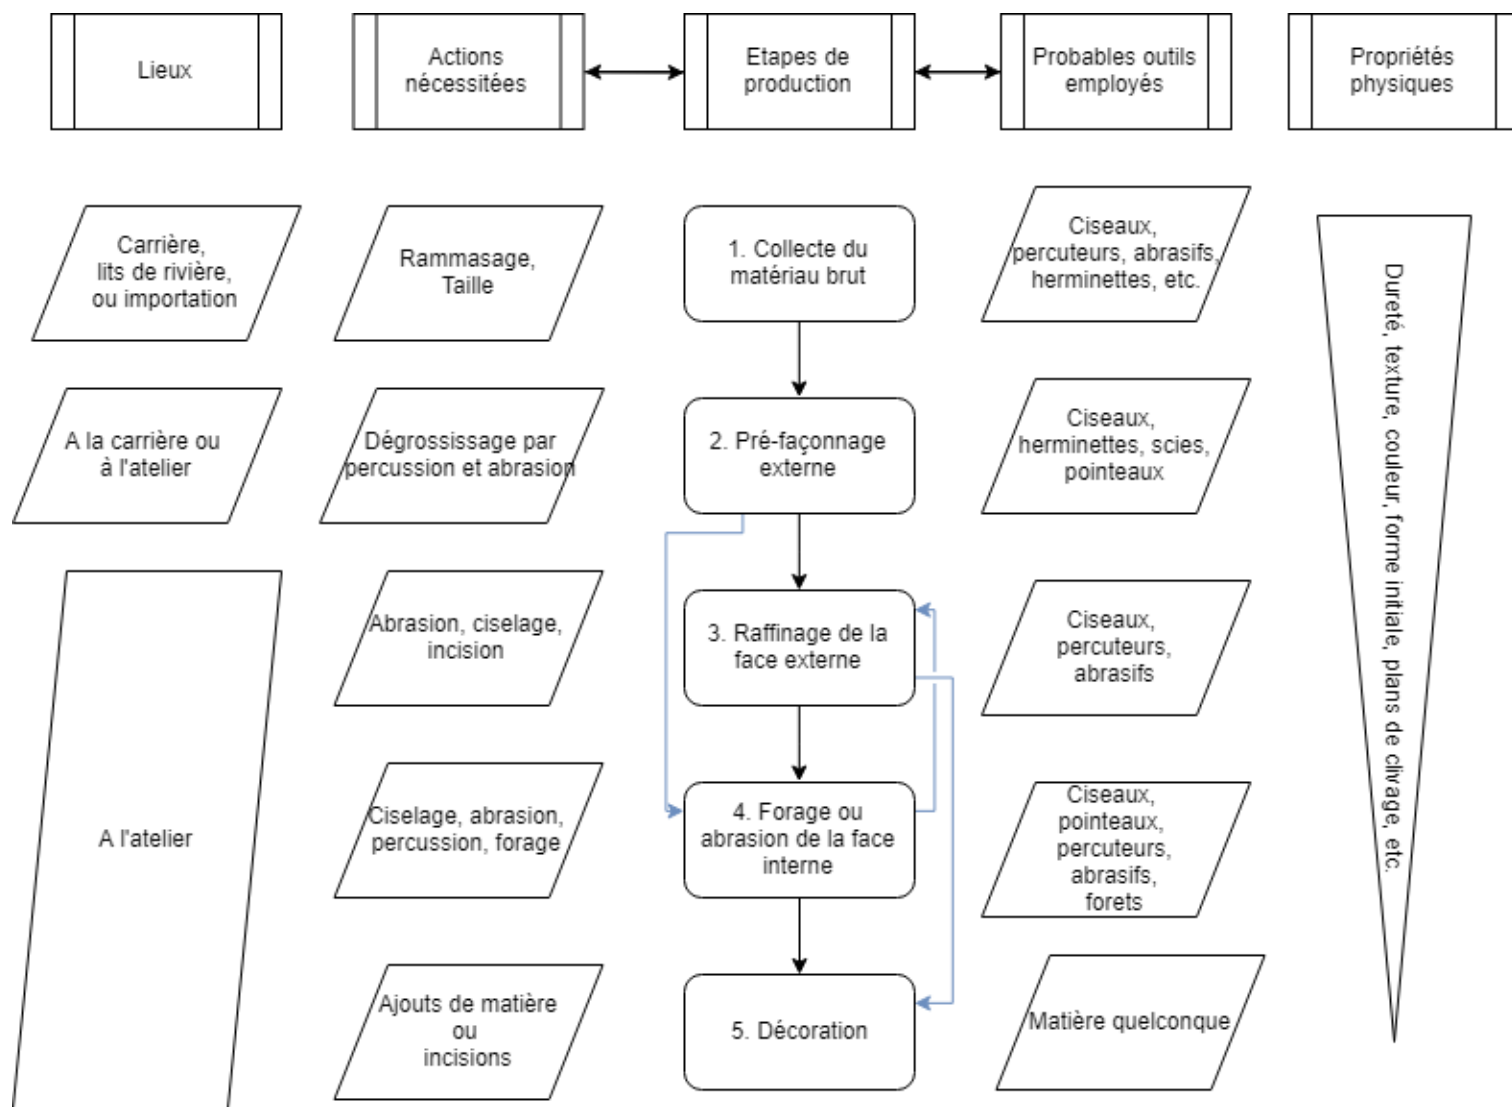 Lieux
Actions
nécessitées
Etapes de
production
Probables outils
employés
Propriétés
physiques
Carrière,
lits de rivière,
ou importation
Rammasage,
Taille
1. Collecte du
matériau brut
Ciseaux,
percuteurs, abrasifs,
herminettes, etc.
A la carrière ou
à l'atelier
Dégrossissage par
percussion et abrasion
2. Pré-façonnage
externe
Ciseaux,
herminettes, scies,
pointeaux
A l'atelier
Abrasion, ciselage,
incision
3. Raffinage de la
face externe
Ciseaux,
percuteurs,
abrasifs
Ciselage, abrasion,
percussion, forage
4. Forage ou
abrasion de la face
interne
Ciseaux,
pointeaux,
percuteurs,
abrasifs,
forets
Ajouts de matière
ou
incisions
5. Décoration
Matière quelconque
Dureté, texture, couleur, forme initiale, plans de clivage, etc.